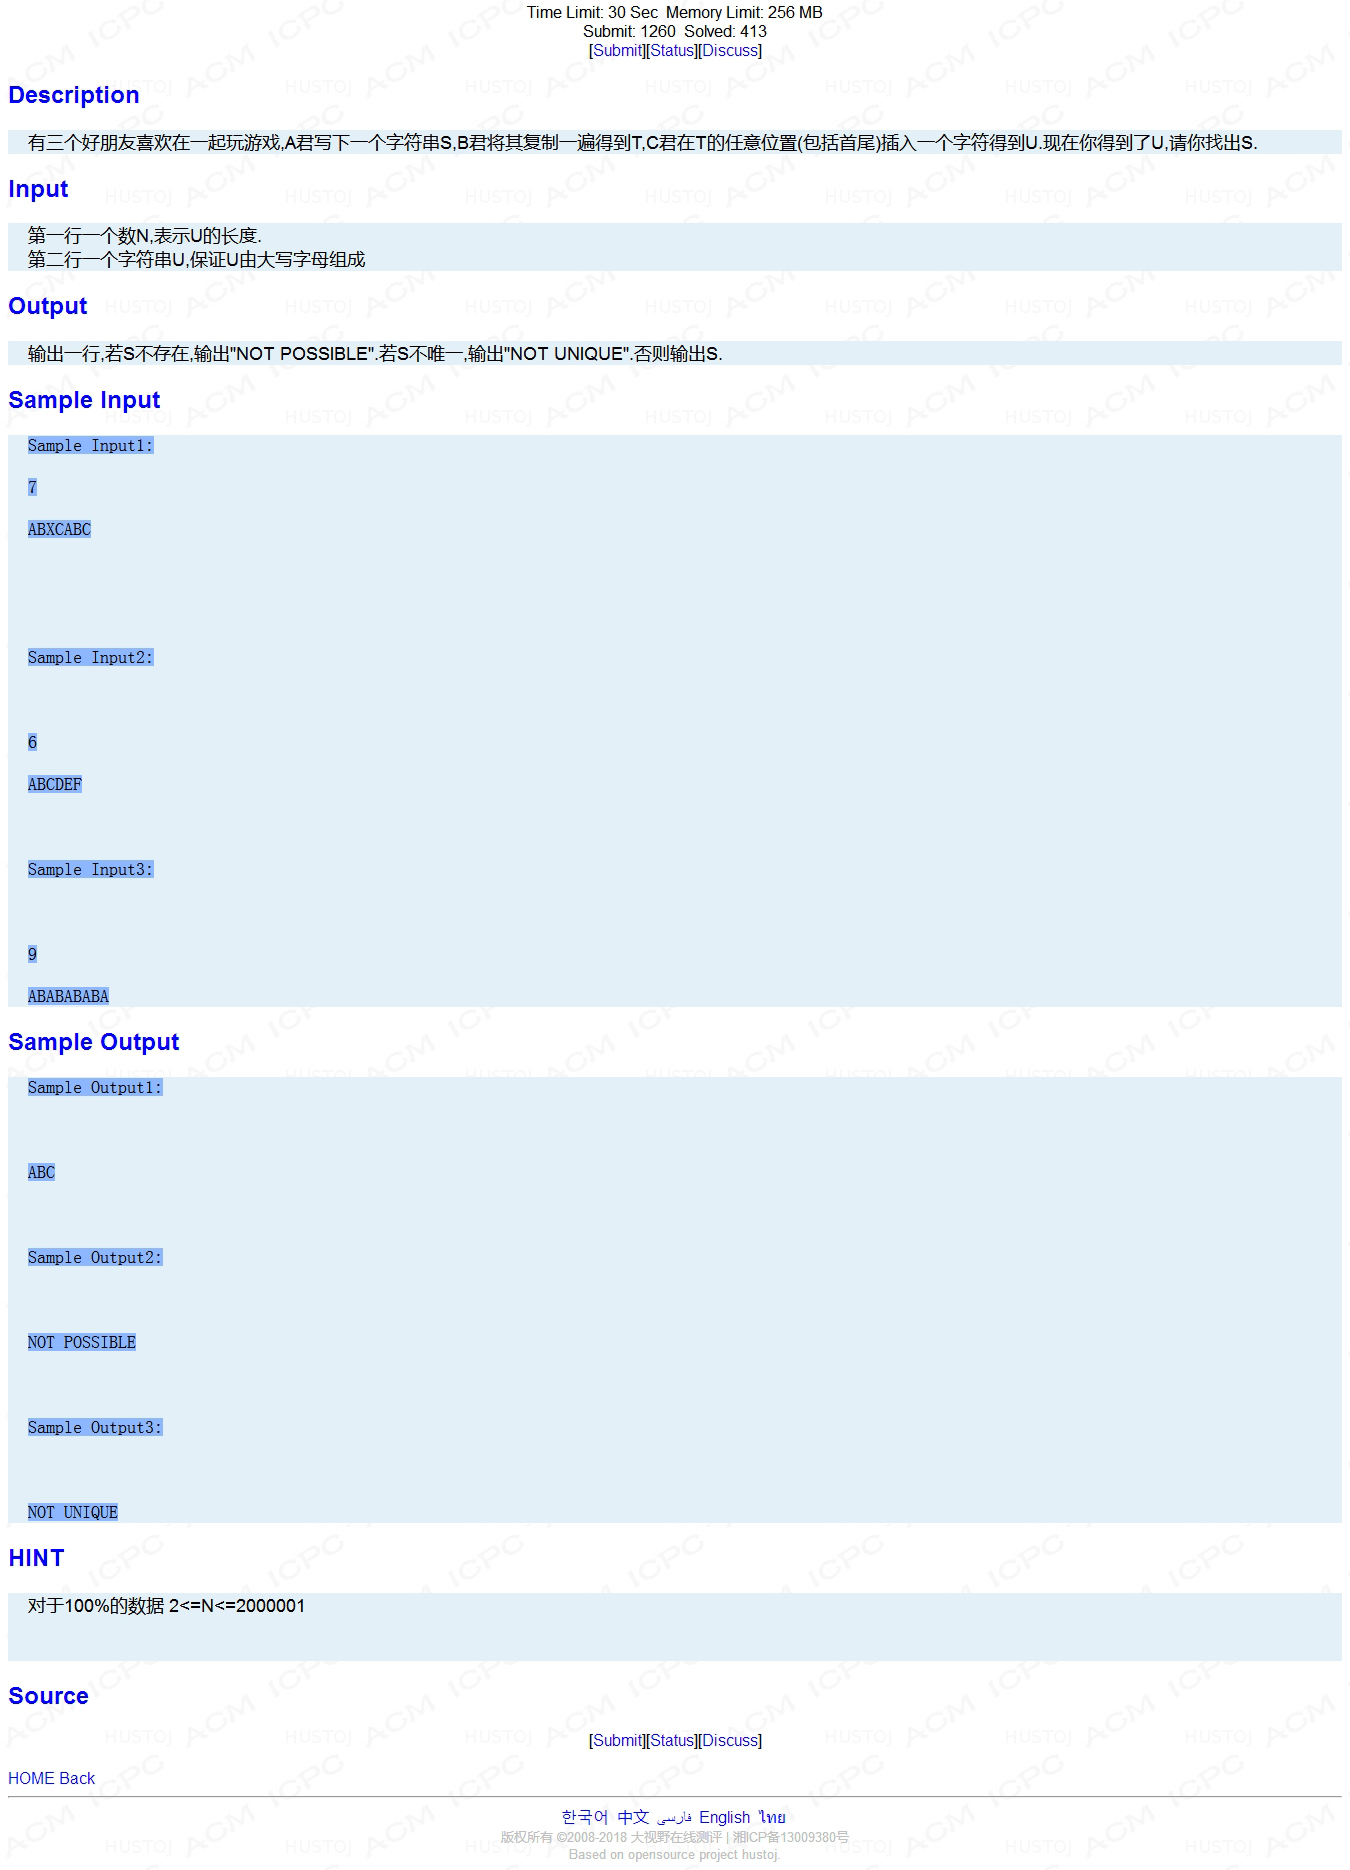 Time Limit: 30 Sec  Memory Limit: 256 MB
Submit: 1260  Solved: 413
[Submit][Status][Discuss]
Description
有三个好朋友喜欢在一起玩游戏,A君写下一个字符串S,B君将其复制一遍得到T,C君在T的任意位置(包括首尾)插入一个字符得到U.现在你得到了U,请你找出S.
Input
第一行一个数N,表示U的长度.
第二行一个字符串U,保证U由大写字母组成
Output
输出一行,若S不存在,输出"NOT POSSIBLE".若S不唯一,输出"NOT UNIQUE".否则输出S.
Sample Input
Sample Input1:
7
ABXCABC
Sample Input2:
6
ABCDEF
Sample Input3:
9
ABABABABA
Sample Output
Sample Output1:
ABC
Sample Output2:
NOT POSSIBLE
Sample Output3:
NOT UNIQUE
HINT
对于100%的数据 2<=N<=2000001
Source
[Submit][Status][Discuss]
HOME Back
한국어 中文 فارسی English ไทย
版权所有 ©2008-2018 大视野在线测评 | 湘ICP备13009380号
Based on opensource project hustoj.